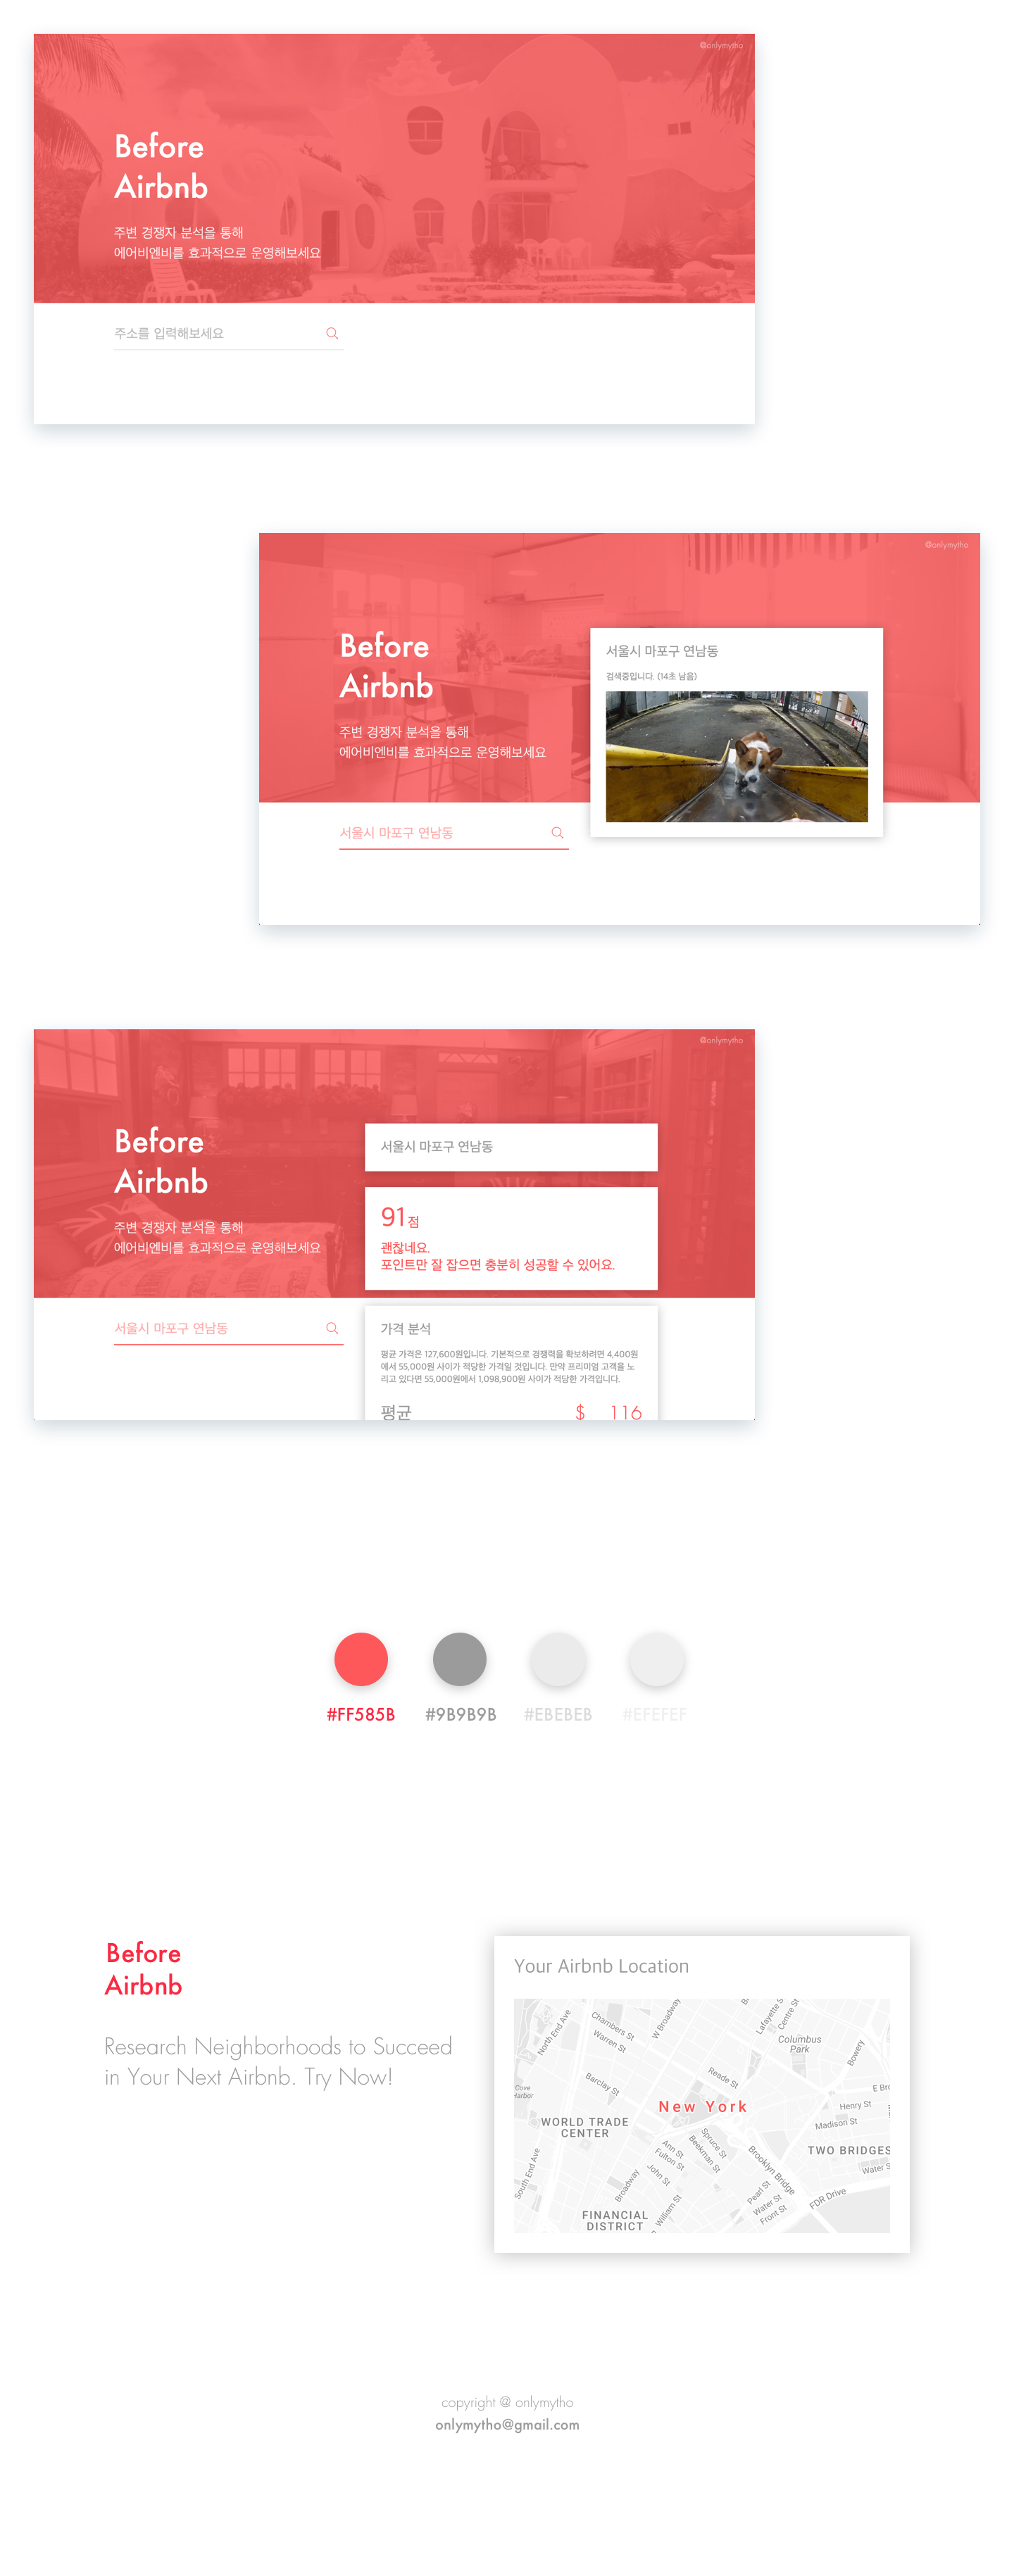 @onlymytho
Before
Airbnb
주변 경쟁자 분석을 통해
에어비엔비를 효과적으로 운영해보세요
주소를 입력해보세요
@onlymytho
Before
Airbnb
주변 경쟁자 분석을 통해
에어비엔비를 효과적으로 운영해보세요
서울시 마포구 연남동
서울시 마포구 연남동
검색중입니다. (14초 남음)
@onlymytho
Before
Airbnb
주변 경쟁자 분석을 통해
에어비엔비를 효과적으로 운영해보세요
서울시 마포구 연남동
서울시 마포구 연남동
91점
괜찮네요.
포인트만 잘 잡으면 충분히 성공할 수 있어요.
가격 분석
평균 가격은 127,600원입니다. 기본적으로 경쟁력을 확보하려면 4,400원
에서 55,000원 사이가 적당한 가격일 것입니다. 만약 프리미엄 고객을 노
리고 있다면 55,000원에서 1,098,900원 사이가 적당한 가격입니다.
평균 $ 116
#FF585B #9B9B9B #EBEBEB #EFEFEF
Before
Airbnb
Research Neighborhoods to Succeed
in Your Next Airbnb. Try Now!
Your Airbnb Location
North End Ave
Chambers St
Warren St
W Broadway
Lafayette S
Centre St
Columbus
Park
Bowery
Reade St
Barclay St
Cove
Harbor
E Bro
New York
Henry St
Madison St
WORLD TRADE
CENTER
TWO BRIDGES
Water S
Spruce St
Beekman St
Ann St
Fulton St
John St
Brooklyn Bridge
South End Ave
Broadway
William St
Pearl St
Water St
Front St
FDR Drive
FINANCIAL
DISTRICT
copyright @ onlymytho
onlymytho@gmail.com